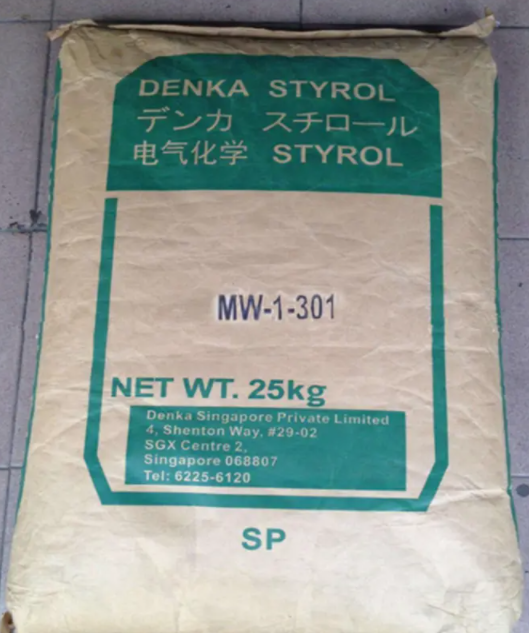 DENKA STYROL
デンカ スチロール
电气化学 STYROL
MW-1-301
NET WT. 25kg
Denka Singapore Private Limited
4, Shenton Way, #29-02
SGX Centre 2,
Singapore 068807
Tel: 6225-6120
SP